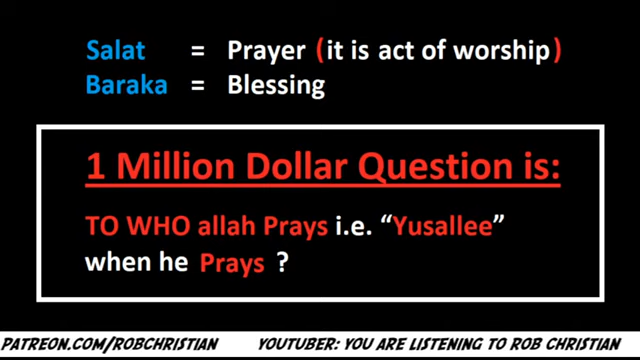 Salat = Prayer (it is act of worship)
Baraka = Blessing
1 Million Dollar Question is:
TO WHO allah Prays i.e. “Yusallee”
when he Prays ?
PATREON.COM/ROBCHRISTIAN YOUTUBER: YOU ARE LISTENING TO ROB CHRISTIAN